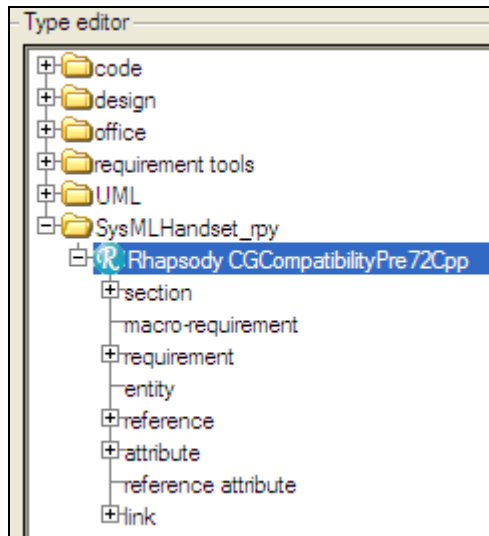 Type editor
code
design
office
requirement tools
UML
SysMLHandset_rpy
R Rhapsody CGCompatibilityPre72Cpp
section
macro-requirement
requirement
entity
reference
attribute
reference attribute
link